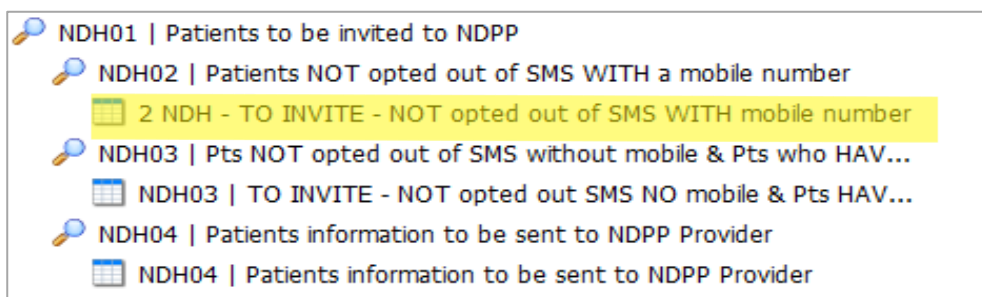 NDH01 | Patients to be invited to NDPP
NDH02 | Patients NOT opted out of SMS WITH a mobile number
2 NDH - TO INVITE - NOT opted out of SMS WITH mobile number
NDH03 | Pts NOT opted out of SMS without mobile & Pts who HAV...
NDH03 | TO INVITE - NOT opted out SMS NO mobile & Pts HAV...
NDH04 | Patients information to be sent to NDPP Provider
NDH04 | Patients information to be sent to NDPP Provider